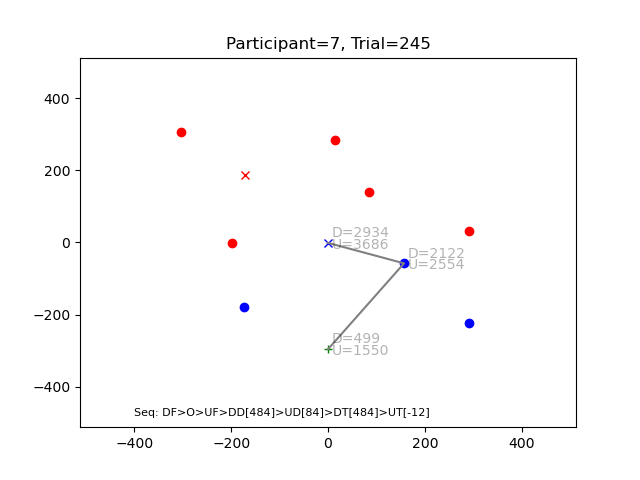 Participant=7, Trial=245
400
200
0
−200
−400
D=2934
U=3686
D=2122
U=2554
D=499
U=1550
Seq: DF>O>UF>DD[484]>UD[84]>DT[484]>UT[-12]
−400 −200 0 200 400